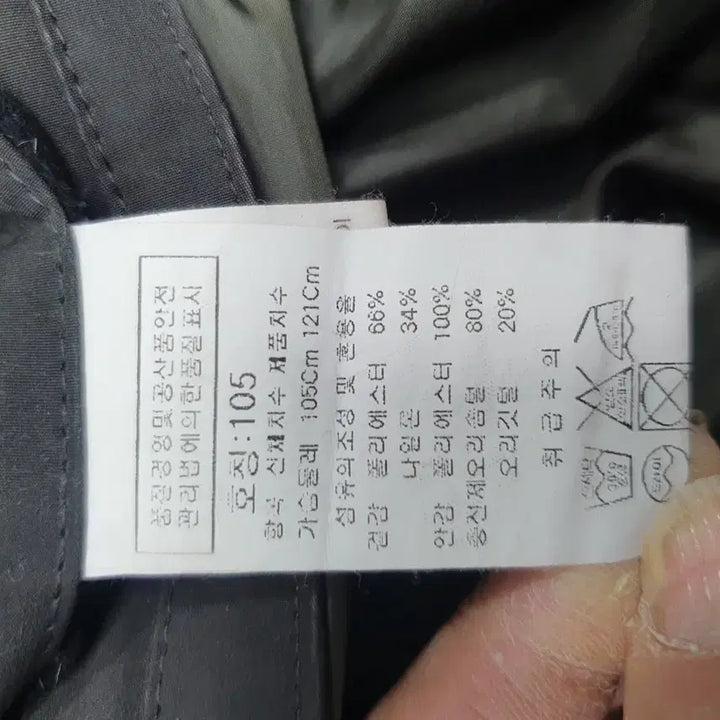 품질경영및공산품안전
관리법에의한품질표시
호칭:105
항목 신체치수 제품치수
가슴둘레 105Cm 121Cm
섬유의조성 및 혼용율
겉감 폴리에스터 66%
나일론 34%
안감 폴리에스터 100%
충전제오리솜털 80%
오리깃털 20%
취급주의
드라이